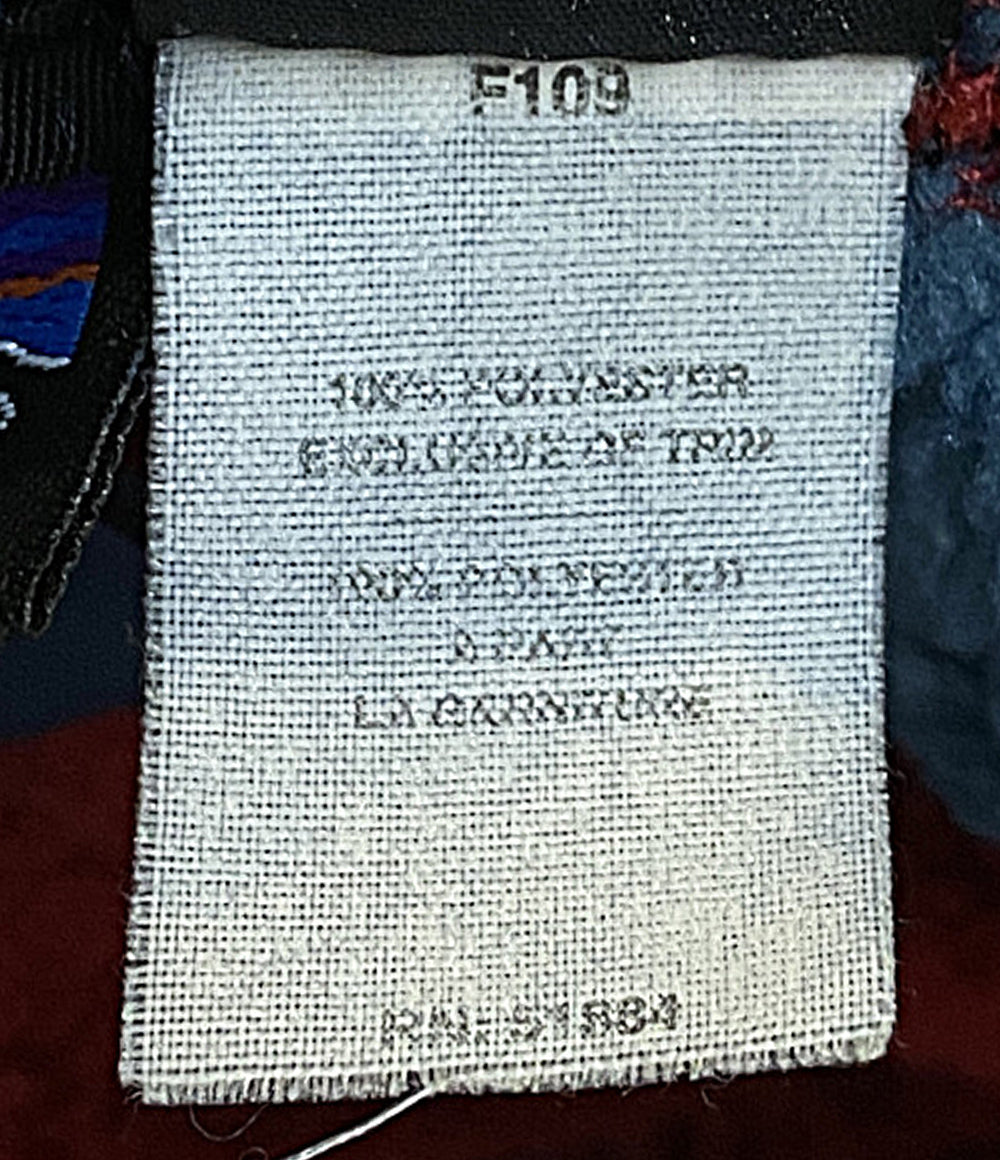 F109
100% POLYESTER
EXCLUSIVE OF TRIM
100% POLYESTER
A PART
LA GARNITURE
RN: 51884